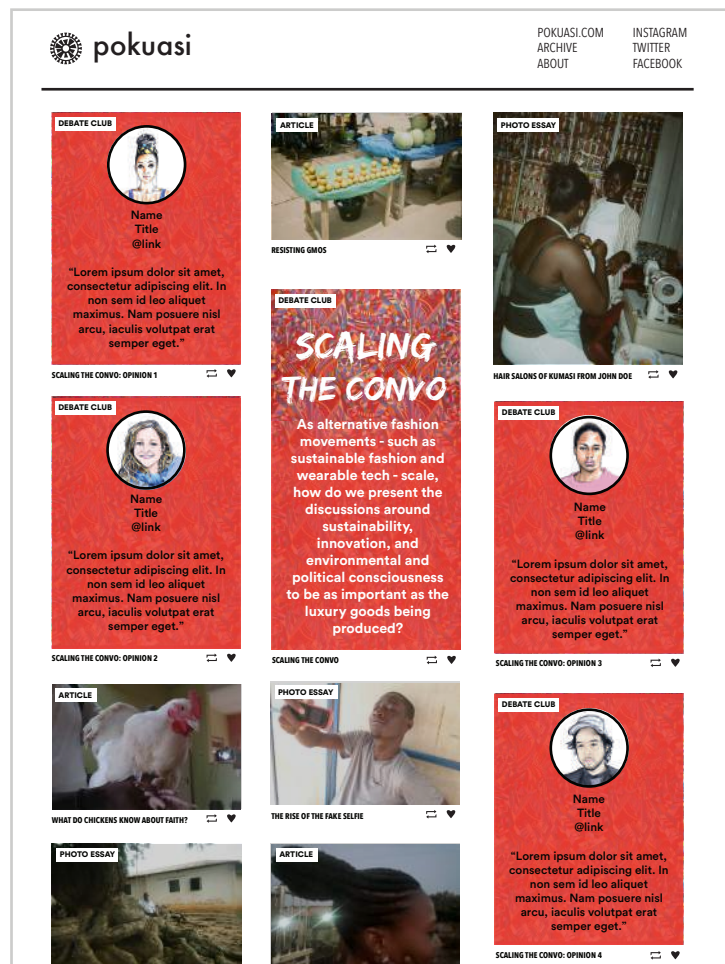 pokuasi
POKUASI.COM
ARCHIVE
ABOUT
INSTAGRAM
TWITTER
FACEBOOK
DEBATE CLUB
Name
Title
@link
“Lorem ipsum dolor sit amet,
consectetur adipiscing elit. In
non sem id leo aliquet
maximus. Nam posuere nisl
arcu, iaculis volutpat erat
semper eget.”
SCALING THE CONVO: OPINION 1
DEBATE CLUB
Name
Title
@link
“Lorem ipsum dolor sit amet,
consectetur adipiscing elit. In
non sem id leo aliquet
maximus. Nam posuere nisl
arcu, iaculis volutpat erat
semper eget.”
SCALING THE CONVO: OPINION 2
ARTICLE
WHAT DO CHICKENS KNOW ABOUT FAITH?
PHOTO ESSAY
ARTICLE
RESISTING GMOS
DEBATE CLUB
SCALING
THE CONVO
As alternative fashion
movements - such as
sustainable fashion and
wearable tech - scale,
how do we present the
discussions around
sustainability,
innovation, and
environmental and
political consciousness
to be as important as the
luxury goods being
produced?
SCALING THE CONVO
PHOTO ESSAY
THE RISE OF THE FAKE SELFIE
ARTICLE
PHOTO ESSAY
HAIR SALONS OF KUMASI FROM JOHN DOE
DEBATE CLUB
Name
Title
@link
“Lorem ipsum dolor sit amet,
consectetur adipiscing elit. In
non sem id leo aliquet
maximus. Nam posuere nisl
arcu, iaculis volutpat erat
semper eget.”
SCALING THE CONVO: OPINION 3
DEBATE CLUB
Name
Title
@link
“Lorem ipsum dolor sit amet,
consectetur adipiscing elit. In
non sem id leo aliquet
maximus. Nam posuere nisl
arcu, iaculis volutpat erat
semper eget.”
SCALING THE CONVO: OPINION 4